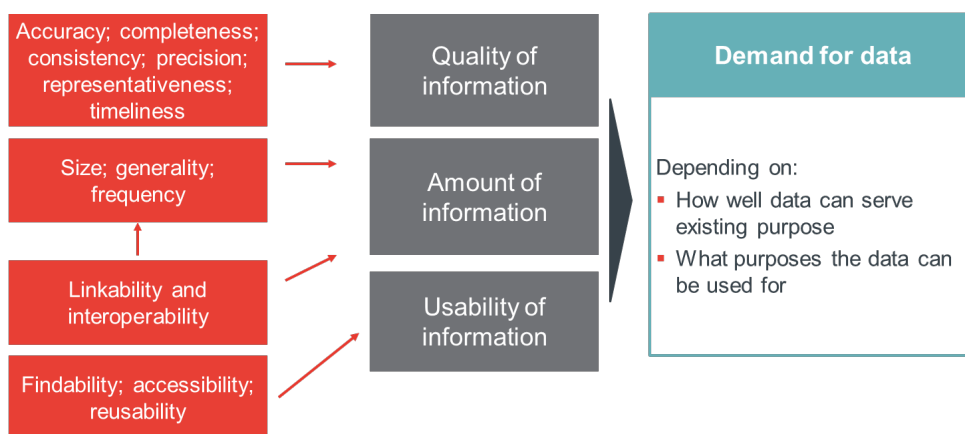 Accuracy; completeness;
consistency; precision;
representativeness;
timeliness
Size; generality;
frequency
Linkability and
interoperability
Findability; accessibility;
reusability
Quality of
information
Amount of
information
Usability of
information
Demand for data
Depending on:
▪ How well data can serve
existing purpose
▪ What purposes the data can
be used for